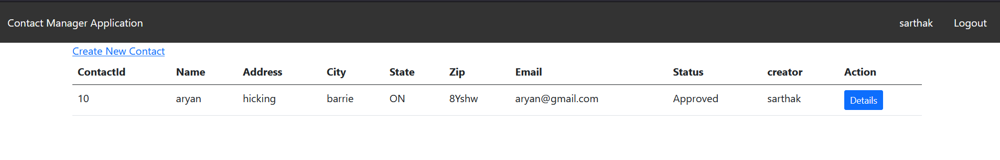 Contact Manager Application sarthak Logout
Create New Contact
ContactId Name Address City State Zip Email Status creator Action
10 aryan hicking barrie ON 8Yshw aryan@gmail.com Approved sarthak Details